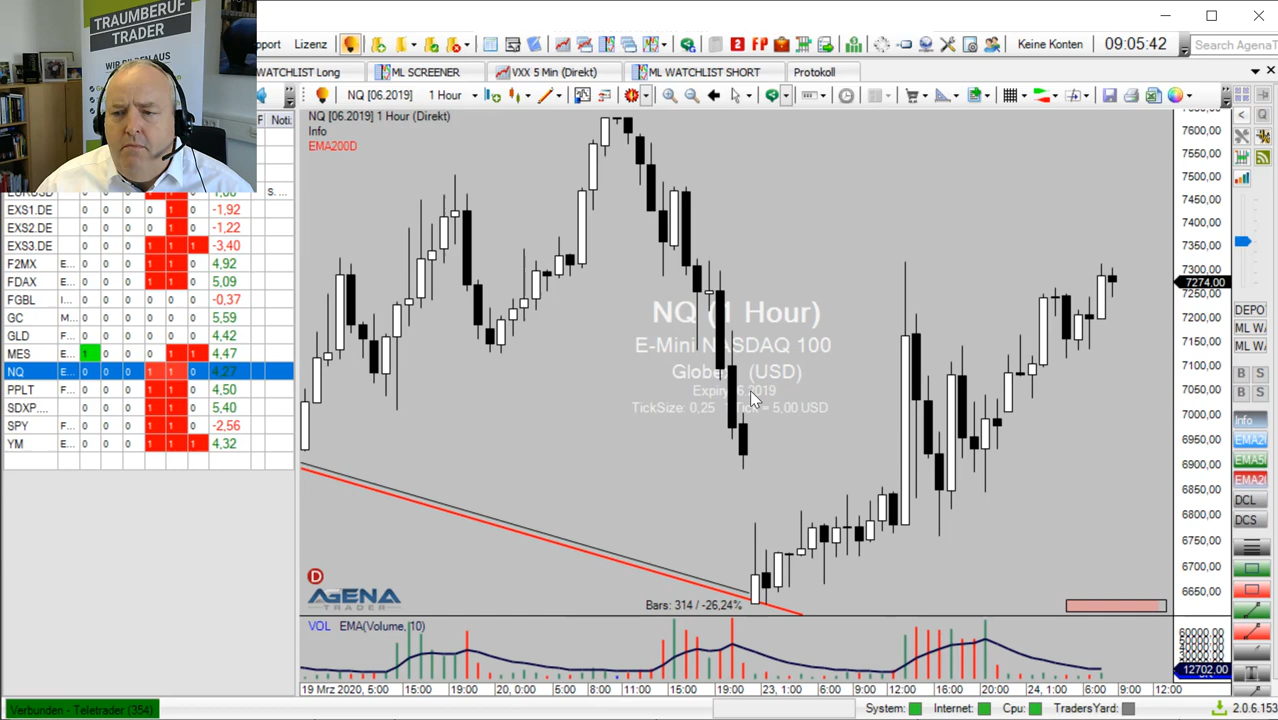 TRAUMBERUF
TRADER
WIR BILDEN AUS
pport Lizenz
2 FP
Keine Konten 09:05:42 Search AgenaT
WATCHLIST Long ML SCREENER VXX 5 Min (Direkt) ML WATCHLIST SHORT Protokoll
NQ [06.2019] 1 Hour
F Noti.
NQ [06.2019] 1 Hour (Direkt)
Info
EMA200D
EXS1.DE 0 0 0 0 1 0 -1,92
EXS2.DE 0 0 0 0 1 0 -1,22
EXS3.DE 0 0 0 1 1 1 -3,40
F2MX E... 0 0 0 1 1 0 4,92
FDAX E... 0 0 0 1 1 0 5,09
FGBL I... 0 0 0 0 0 0 -0,37
GC M... 0 0 0 0 0 0 5,59
GLD F... 0 0 0 0 0 0 4,42
MES E... 1 0 0 0 1 1 4,47
NQ E... 0 0 0 1 1 0 4,27
PPLT F... 0 0 0 1 1 0 4,50
SDXP.... 0 0 0 1 1 0 5,40
SPY F... 0 0 0 1 1 0 -2,56
YM E... 0 0 0 1 1 1 4,32
NQ (1 Hour)
E-Mini NASDAQ 100
(USD)
TickSize: 0,25
= 5,00 USD
7600,00
7550,00
7500,00
7450,00
7400,00
7350,00
7300,00
7274.00
7250,00
7200,00
7150,00
7100,00
7050,00
7000,00
6950,00
6900,00
6850,00
6800,00
6750,00
6700,00
6650,00
DEPO
ML WA
ML W
B S
B S
Info
EMA2
EMA5
EMA2
DCL
DCS
D
AGENA
TRADER
Bars: 314 / -26,24%
VOL EMA(Volume, 10)
60000.00
12702,00
19 Mrz 2020, 5:00 15:00 19:00 20, 0:00 5:00 8:00 11:00 15:00 19:00 23, 1:00 6:00 9:00 12:00 16:00 20:00 24, 1:00 6:00 9:00 12:00
Verbunden - Teletrader (354)
System: Internet: Cpu: TradersYard: 2.0.6.153